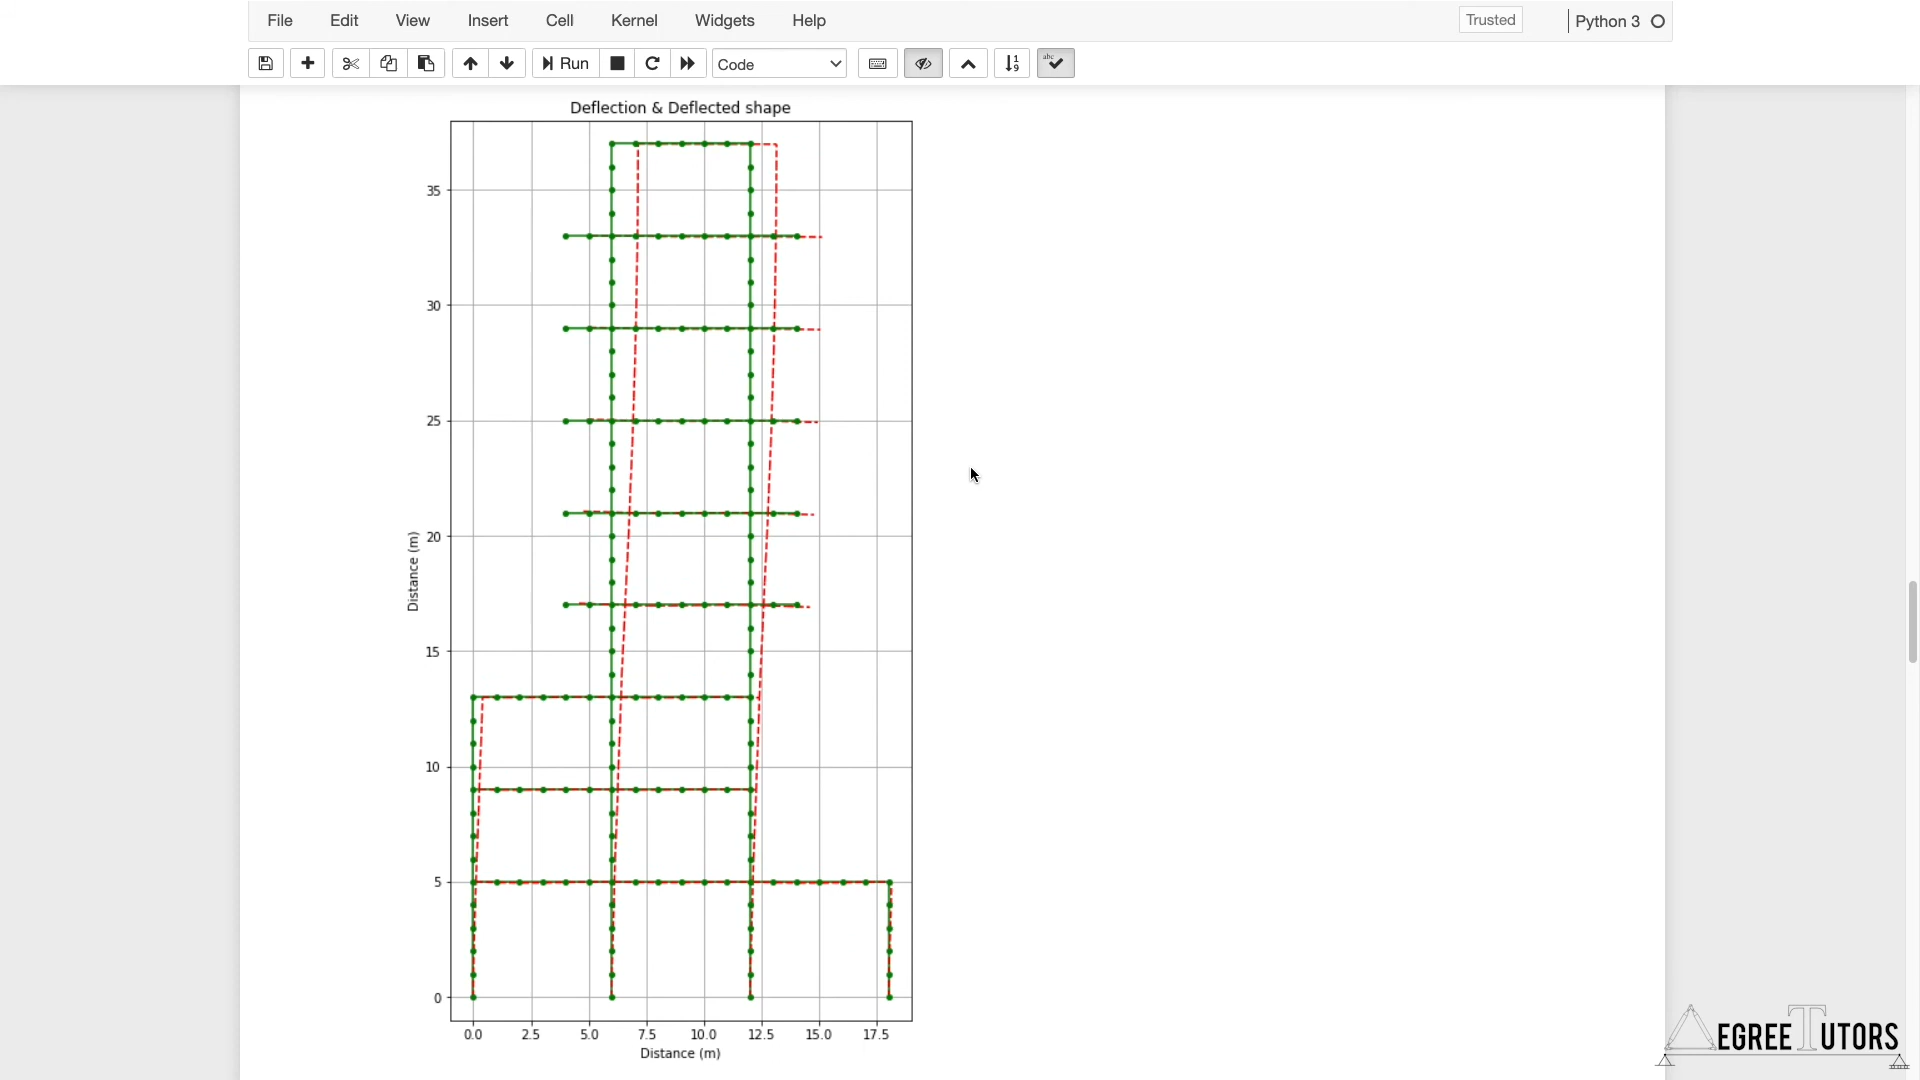 File Edit View Insert Cell Kernel Widgets Help Trusted Python 3
Run Code
Deflection & Deflected shape
35
30
25
20
15
10
5
0
Distance (m)
0.0 2.5 5.0 7.5 10.0 12.5 15.0 17.5
Distance (m)
DEGREE TUTORS